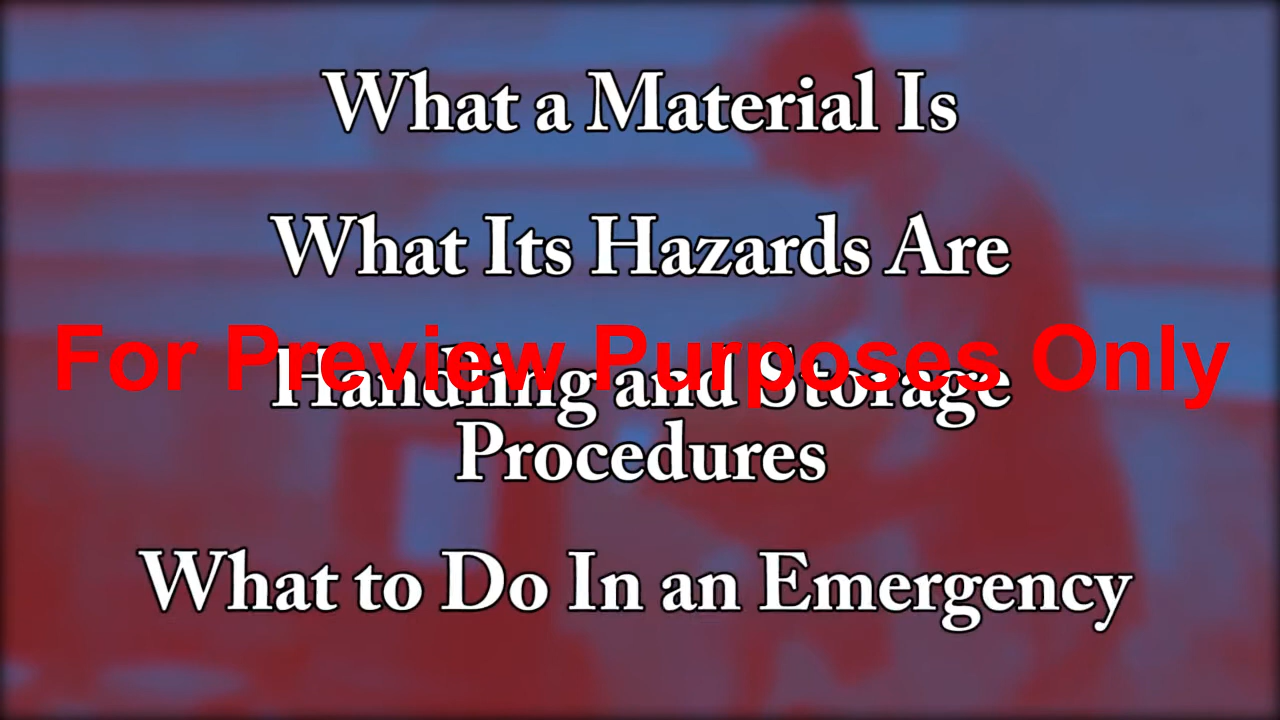 What a Material Is
What Its Hazards Are
For Preview Purposes Only
Handling and Storage
Procedures
What to Do In an Emergency